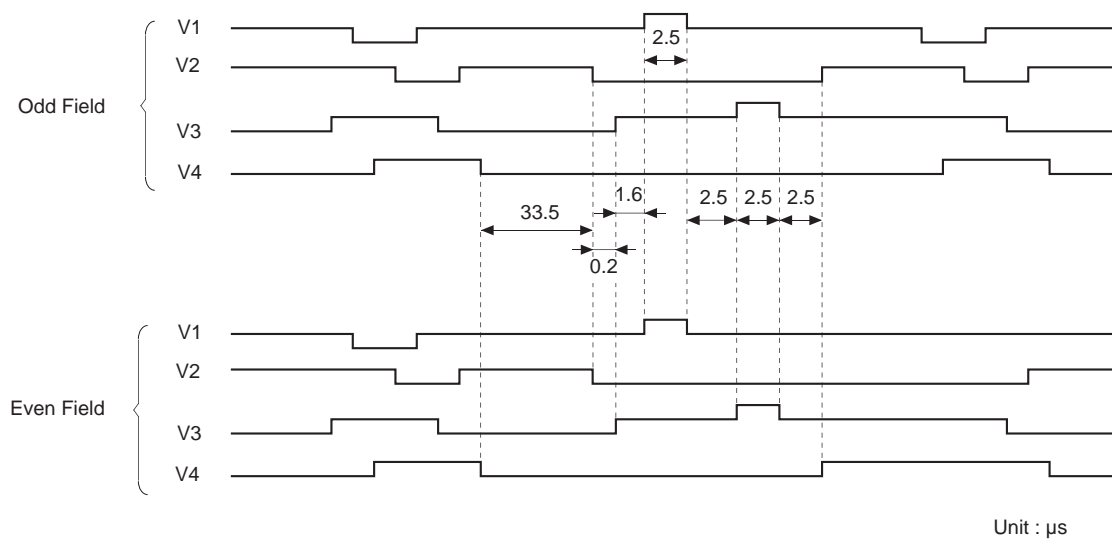 Odd Field
V1
2.5
V2
V3
V4
1.6
2.5 2.5 2.5
33.5
0.2
Even Field
V1
V2
V3
V4
Unit : μs